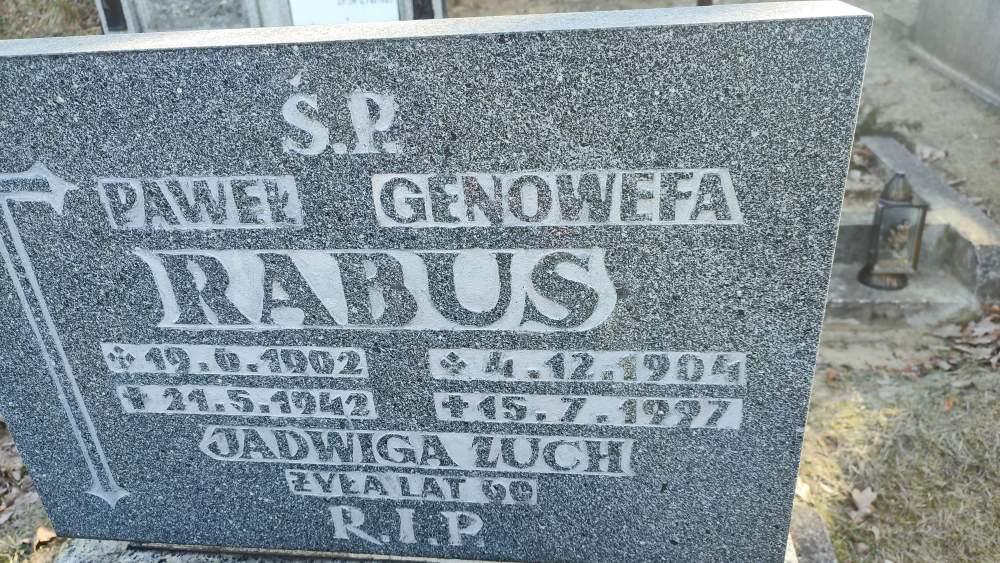 Ś.P.
PAWEŁ GENOWEFA
RABUS
19.6.1902 4.12.1904
21.5.1942 15.7.1997
JADWIGA ZUCH
ŻYŁA LAT
R.I.P.